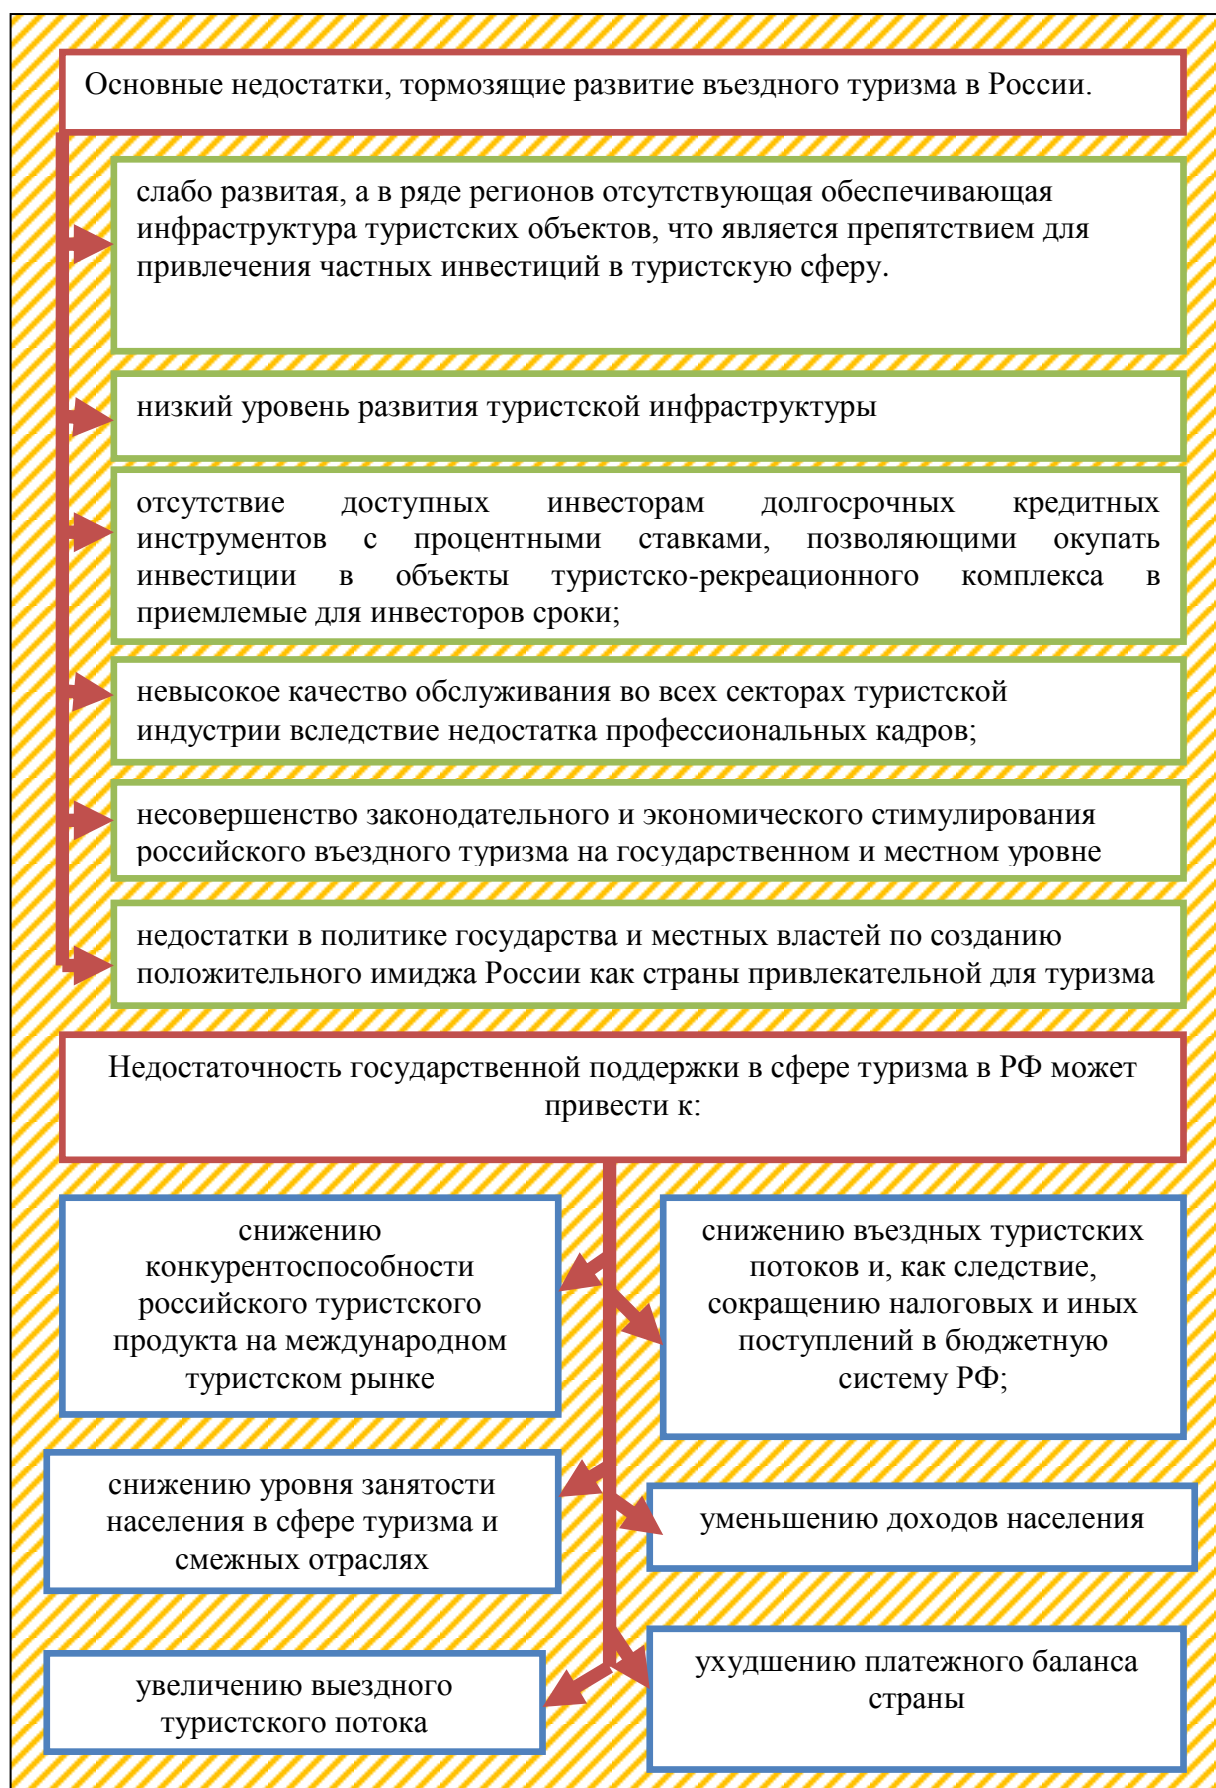 Основные недостатки, тормозящие развитие въездного туризма в России.
слабо развитая, а в ряде регионов отсутствующая обеспечивающая
инфраструктура туристских объектов, что является препятствием для
привлечения частных инвестиций в туристскую сферу.
низкий уровень развития туристской инфраструктуры
отсутствие доступных инвесторам долгосрочных кредитных
инструментов с процентными ставками, позволяющими окупать
инвестиции в объекты туристско-рекреационного комплекса в
приемлемые для инвесторов сроки;
невысокое качество обслуживания во всех секторах туристской
индустрии вследствие недостатка профессиональных кадров;
несовершенство законодательного и экономического стимулирования
российского въездного туризма на государственном и местном уровне
недостатки в политике государства и местных властей по созданию
положительного имиджа России как страны привлекательной для туризма
Недостаточность государственной поддержки в сфере туризма в РФ может
привести к:
снижению
конкурентоспособности
российского туристского
продукта на международном
туристском рынке
снижению въездных туристских
потоков и, как следствие,
сокращению налоговых и иных
поступлений в бюджетную
систему РФ;
снижению уровня занятости
населения в сфере туризма и
смежных отраслях
уменьшению доходов населения
увеличению выездного
туристского потока
ухудшению платежного баланса
страны